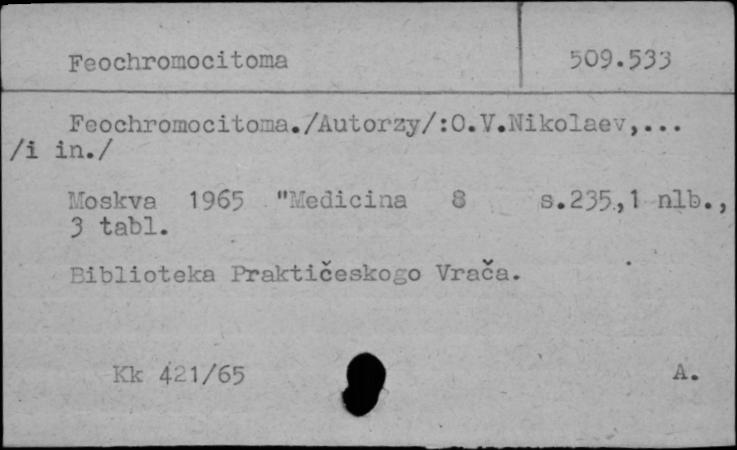 Feochromocitoma 509.533
Feochromocitoma./Autorzy/:O.V.Nikolaev,...
/i in./
Moskva 1965 "Medicina 8 s.235,1 nlb.,
3 tabl.
Biblioteka Praktičeskogo Vrača.
Kk 421/65 A.